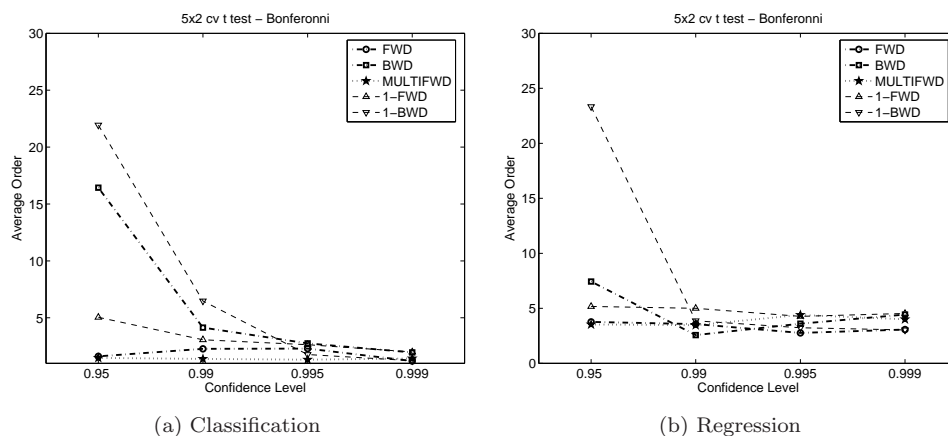 5x2 cv t test – Bonferonni
30
25
20
15
10
5
Average Order
FWD
BWD
MULTIFWD
1−FWD
1−BWD
0.95 0.99 0.995 0.999
Confidence Level
(a) Classification
5x2 cv t test – Bonferonni
30
25
20
15
10
5
0
Average Order
FWD
BWD
MULTIFWD
1−FWD
1−BWD
0.95 0.99 0.995 0.999
Confidence Level
(b) Regression